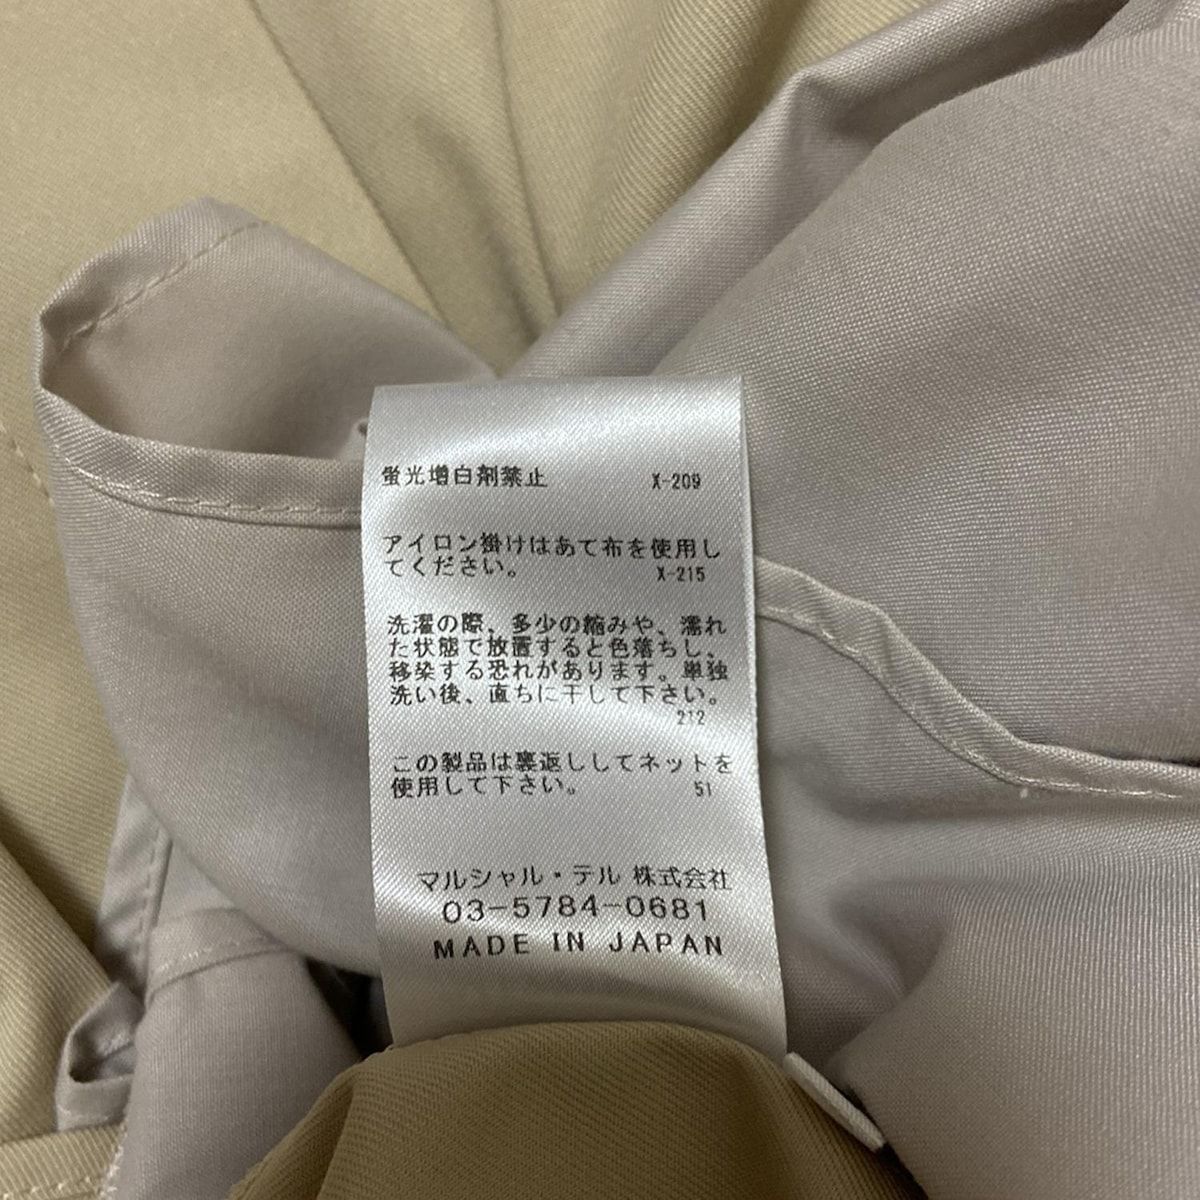 蛍光増白剤禁止 X-209
アイロン掛けはあて布を使用し
てください。 X-215
洗濯の際、多少の縮みや、濡れ
た状態で放置すると色落ちし、
移染する恐れがあります。単独
洗い後、直ちに干して下さい。
212
この製品は裏返ししてネットを
使用して下さい。 51
マルシャル・テル 株式会社
03-5784-0681
MADE IN JAPAN